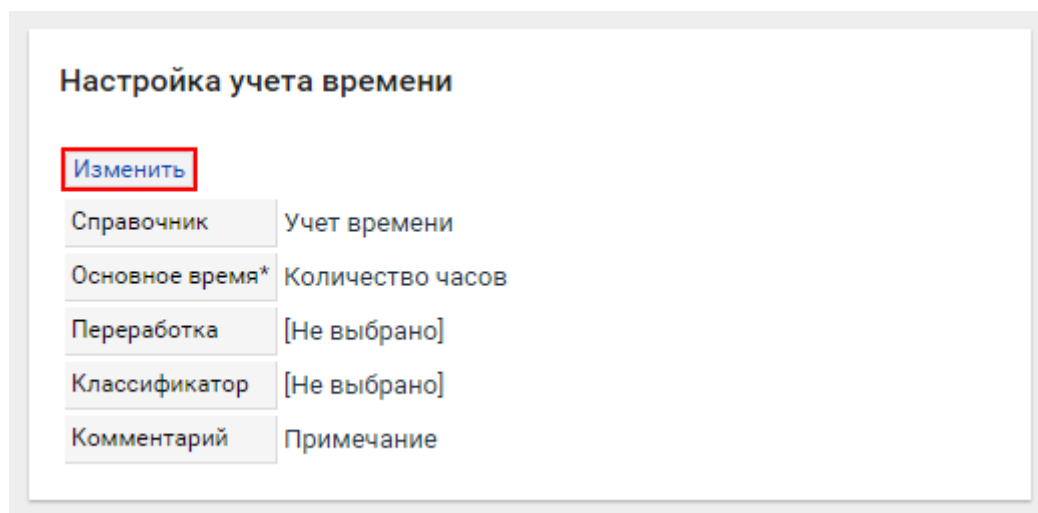 Настройка учета времени
Изменить
Справочник Учет времени
Основное время* Количество часов
Переработка [Не выбрано]
Классификатор [Не выбрано]
Комментарий Примечание